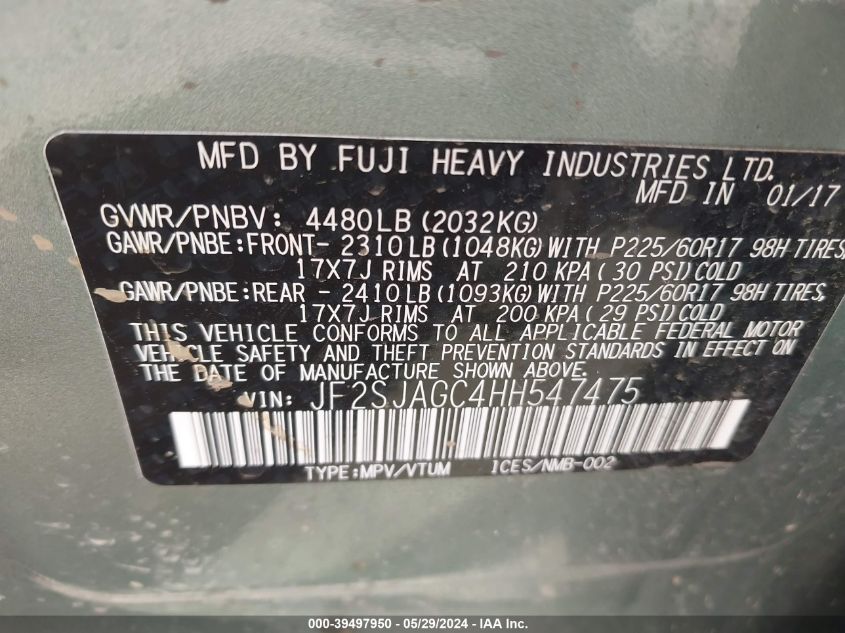 MFD BY FUJI HEAVY INDUSTRIES LTD.
MFD IN 01/17
GVWR/PNBV: 4480LB (2032KG)
GAWR/PNBE:FRONT- 2310LB (1048KG) WITH P225/60R17 98H TIRES,
17X7J RIMS AT 210 KPA ( 30 PSI) COLD
GAWR/PNBE:REAR - 2410LB (1093KG) WITH P225/60R17 98H TIRES,
17X7J RIMS AT 200 KPA ( 29 PSI) COLD
THIS VEHICLE CONFORMS TO ALL APPLICABLE FEDERAL MOTOR
VEHICLE SAFETY AND THEFT PREVENTION STANDARDS IN EFFECT ON
THE DATE OF MANUFACTURE SHOWN ABOVE.
VIN: JF2SJAGC4HH547475
TYPE:MPV/VTUM ICES/NMB-002
000-39497950 - 05/29/2024 - IAA Inc.